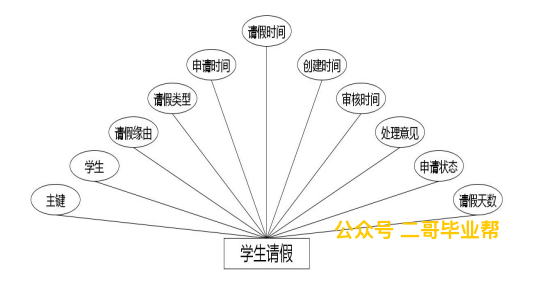 请假时间
申请时间
创建时间
请假类型
审核时间
请假缘由
处理意见
学生
申请状态
主键
请假天数
公众号 二哥毕业帮
学生请假